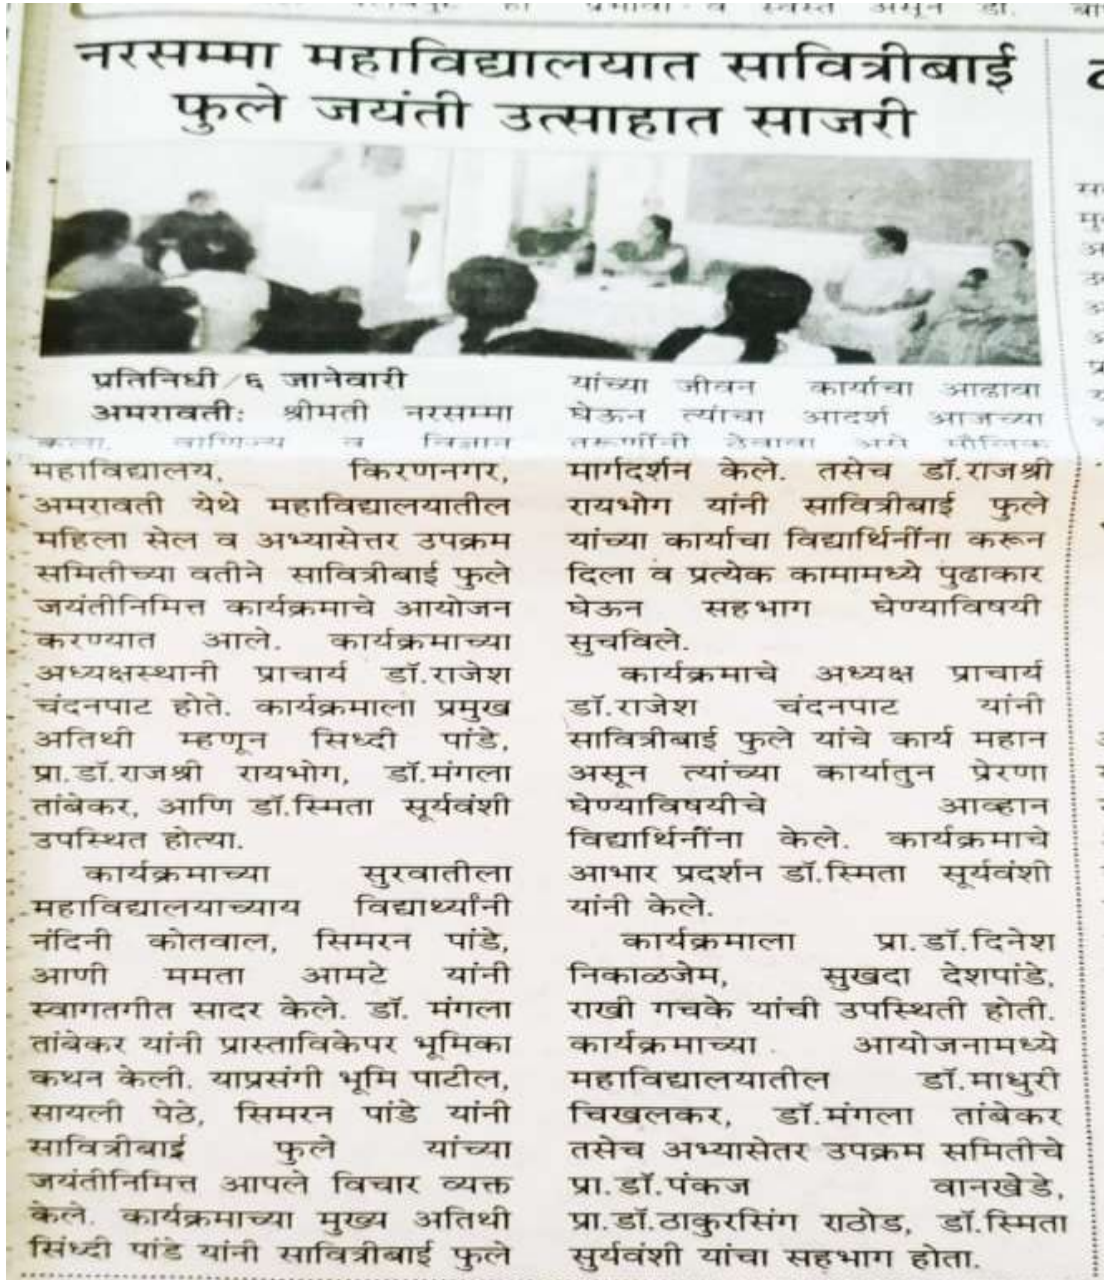 नरसम्मा महाविद्यालयात सावित्रीबाई
फुले जयंती उत्साहात साजरी
प्रतिनिधी/६ जानेवारी
अमरावती: श्रीमती नरसम्मा
कला, वाणिज्य व विज्ञान
महाविद्यालय, किरणनगर,
अमरावती येथे महाविद्यालयातील
महिला सेल व अभ्यासेत्तर उपक्रम
समितीच्या वतीने सावित्रीबाई फुले
जयंतीनिमित्त कार्यक्रमाचे आयोजन
करण्यात आले. कार्यक्रमाच्या
अध्यक्षस्थानी प्राचार्य डॉ.राजेश
चंदनपाट होते. कार्यक्रमाला प्रमुख
अतिथी म्हणून सिध्दी पांडे,
प्रा.डॉ.राजश्री रायभोग, डॉ.मंगला
तांबेकर, आणि डॉ.स्मिता सूर्यवंशी
उपस्थित होत्या.
कार्यक्रमाच्या सुरवातीला
महाविद्यालयाच्याय विद्यार्थ्यांनी
नंदिनी कोतवाल, सिमरन पांडे,
आणी ममता आमटे यांनी
स्वागतगीत सादर केले. डॉ. मंगला
तांबेकर यांनी प्रास्ताविकेपर भूमिका
कथन केली. याप्रसंगी भूमि पाटील,
सायली पेठे, सिमरन पांडे यांनी
सावित्रीबाई फुले यांच्या
जयंतीनिमित्त आपले विचार व्यक्त
केले. कार्यक्रमाच्या मुख्य अतिथी
सिंध्दी पांडे यांनी सावित्रीबाई फुले
यांच्या जीवन कार्याचा आढावा
घेऊन त्यांचा आदर्श आजच्या
तरूणींनी ठेवावा असे मौलिक
मार्गदर्शन केले. तसेच डॉ.राजश्री
रायभोग यांनी सावित्रीबाई फुले
यांच्या कार्याचा विद्यार्थिनींना करून
दिला व प्रत्येक कामामध्ये पुढाकार
घेऊन सहभाग घेण्याविषयी
सुचविले.
कार्यक्रमाचे अध्यक्ष प्राचार्य
डॉ.राजेश चंदनपाट यांनी
सावित्रीबाई फुले यांचे कार्य महान
असून त्यांच्या कार्यातुन प्रेरणा
घेण्याविषयीचे आव्हान
विद्यार्थिनींना केले. कार्यक्रमाचे
आभार प्रदर्शन डॉ.स्मिता सूर्यवंशी
यांनी केले.
कार्यक्रमाला प्रा.डॉ.दिनेश
निकाळजेम, सुखदा देशपांडे,
राखी गचके यांची उपस्थिती होती.
कार्यक्रमाच्या आयोजनामध्ये
महाविद्यालयातील डॉ.माधुरी
चिखलकर, डॉ.मंगला तांबेकर
तसेच अभ्यासेतर उपक्रम समितीचे
प्रा.डॉ.पंकज वानखेडे,
प्रा.डॉ.ठाकुरसिंग राठोड, डॉ.स्मिता
सुर्यवंशी यांचा सहभाग होता.